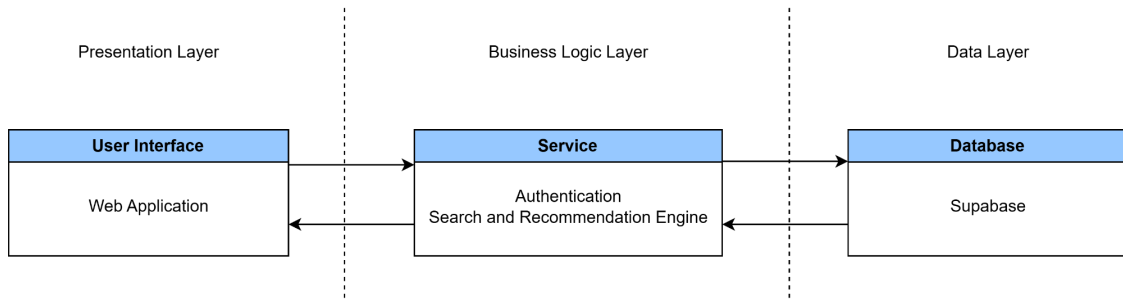 Presentation Layer
Business Logic Layer
Data Layer
User Interface
Web Application
Service
Authentication
Search and Recommendation Engine
Database
Supabase